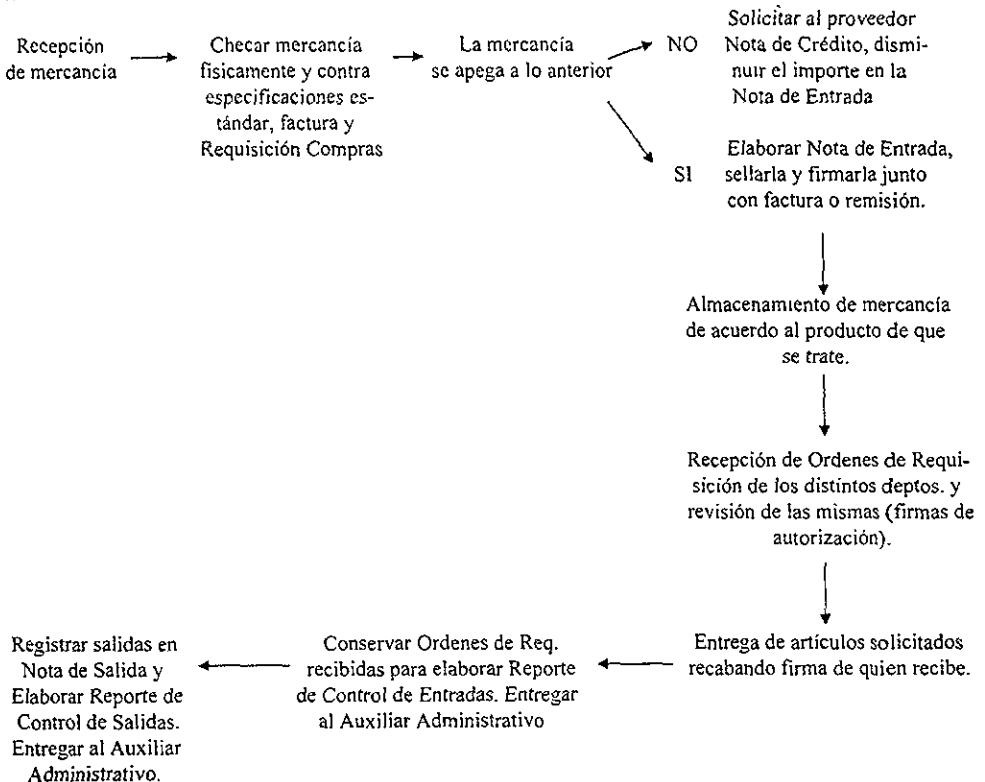 Recepción
de mercancía
Checar mercancía
fisicamente y contra
especificaciones es-
tándar, factura y
Requisición Compras
La mercancía
se apega a lo anterior
NO
Solicitar al proveedor
Nota de Crédito, dismi-
nuir el importe en la
Nota de Entrada
SI
Elaborar Nota de Entrada,
sellarla y firmarla junto
con factura o remisión.
Almacenamiento de mercancía
de acuerdo al producto de que
se trate.
Recepción de Ordenes de Requi-
sición de los distintos deptos. y
revisión de las mismas (firmas de
autorización).
Entrega de artículos solicitados
recabando firma de quien recibe.
Conservar Ordenes de Req.
recibidas para elaborar Reporte
de Control de Entradas. Entregar
al Auxiliar Administrativo
Registrar salidas en
Nota de Salida y
Elaborar Reporte de
Control de Salidas.
Entregar al Auxiliar
Administrativo.